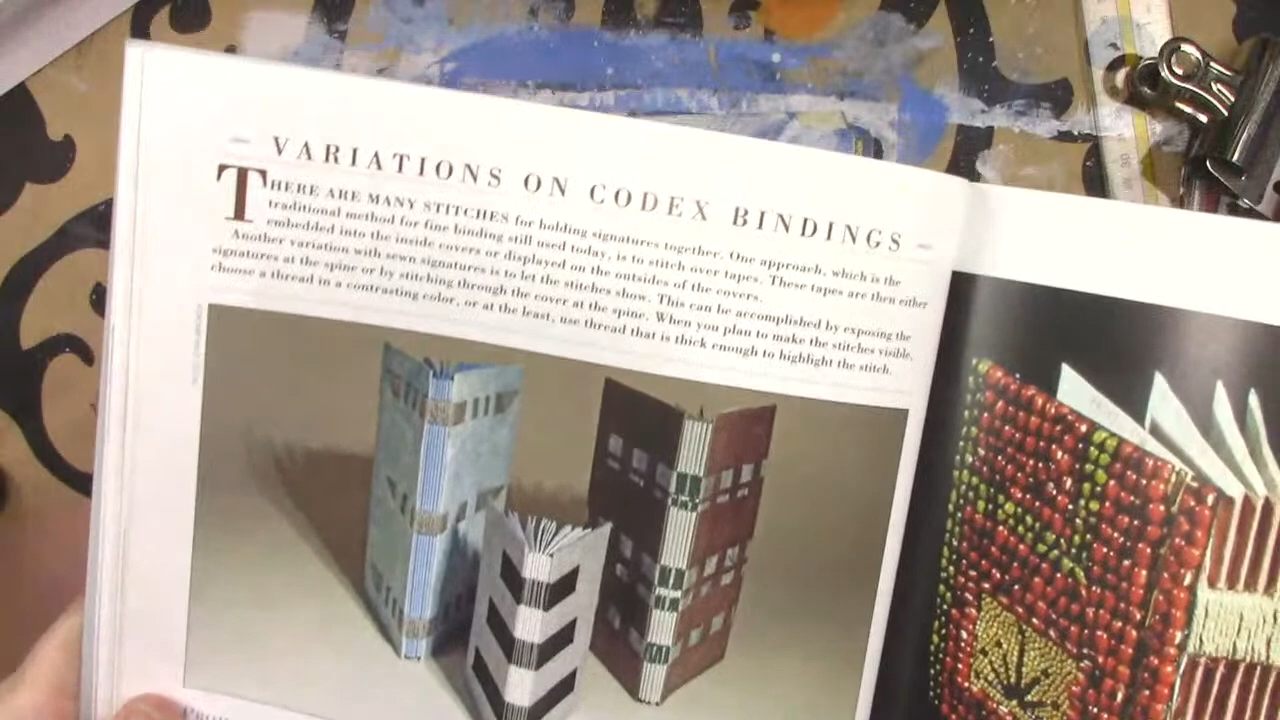 VARIATIONS ON CODEX BINDINGS
THERE ARE MANY STITCHES for holding signatures together. One approach, which is the
traditional method for fine binding still used today, is to stitch over tapes. These tapes are then either
embedded into the inside covers or displayed on the outsides of the covers.
Another variation with sewn signatures is to let the stitches show. This can be accomplished by exposing the
signatures at the spine or by stitching through the cover at the spine. When you plan to make the stitches visible,
choose a thread in a contrasting color, or at the least, use thread that is thick enough to highlight the stitch.
30